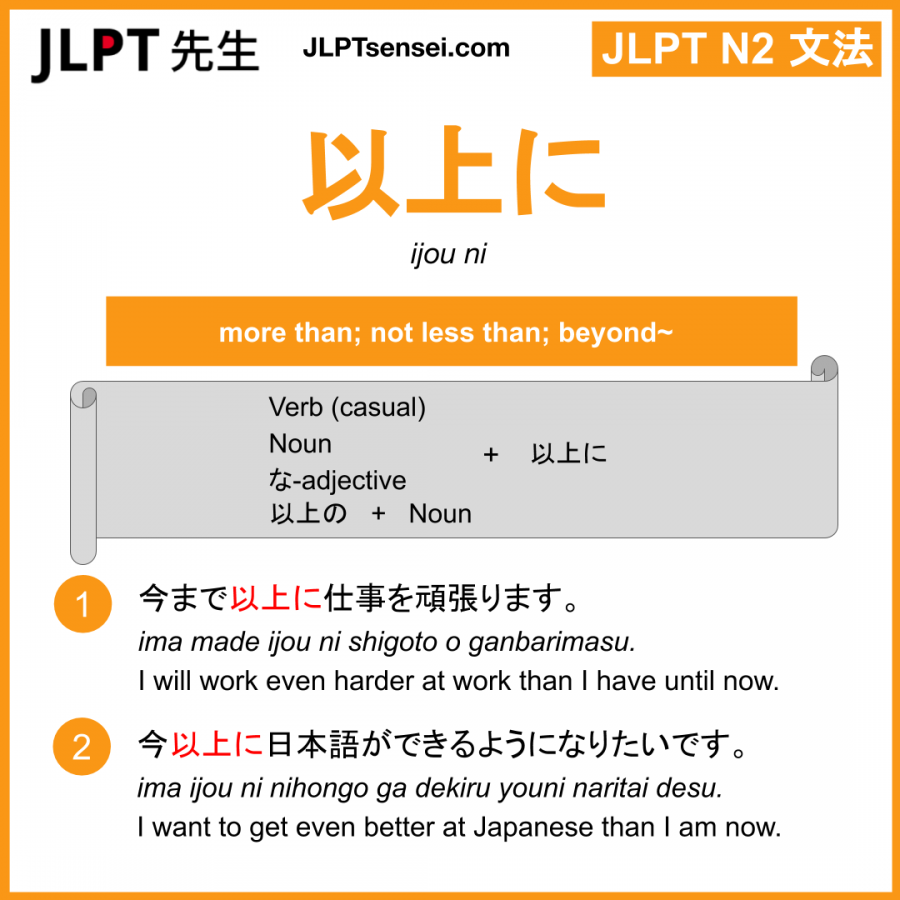 JLPT 先生
JLPTsensei.com
JLPT N2 文法
以上に
ijou ni
more than; not less than; beyond~
Verb (casual)
Noun
な-adjective
+ 以上に
以上の + Noun
1 今まで以上に仕事を頑張ります。
ima made ijou ni shigoto o ganbarimasu.
I will work even harder at work than I have until now.
2 今以上に日本語ができるようになりたいです。
ima ijou ni nihongo ga dekiru youni naritai desu.
I want to get even better at Japanese than I am now.